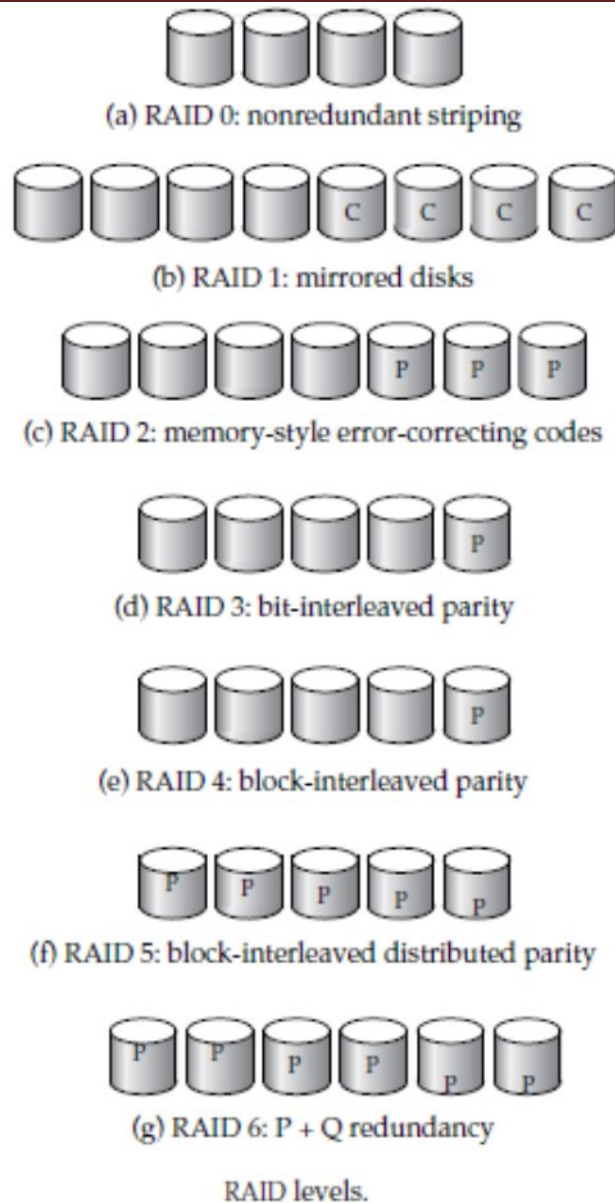 (a) RAID 0: nonredundant striping
C C C C
(b) RAID 1: mirrored disks
P P P
(c) RAID 2: memory-style error-correcting codes
P
(d) RAID 3: bit-interleaved parity
P
(e) RAID 4: block-interleaved parity
P P P P P
(f) RAID 5: block-interleaved distributed parity
P P P P P P
(g) RAID 6: P + Q redundancy
RAID levels.